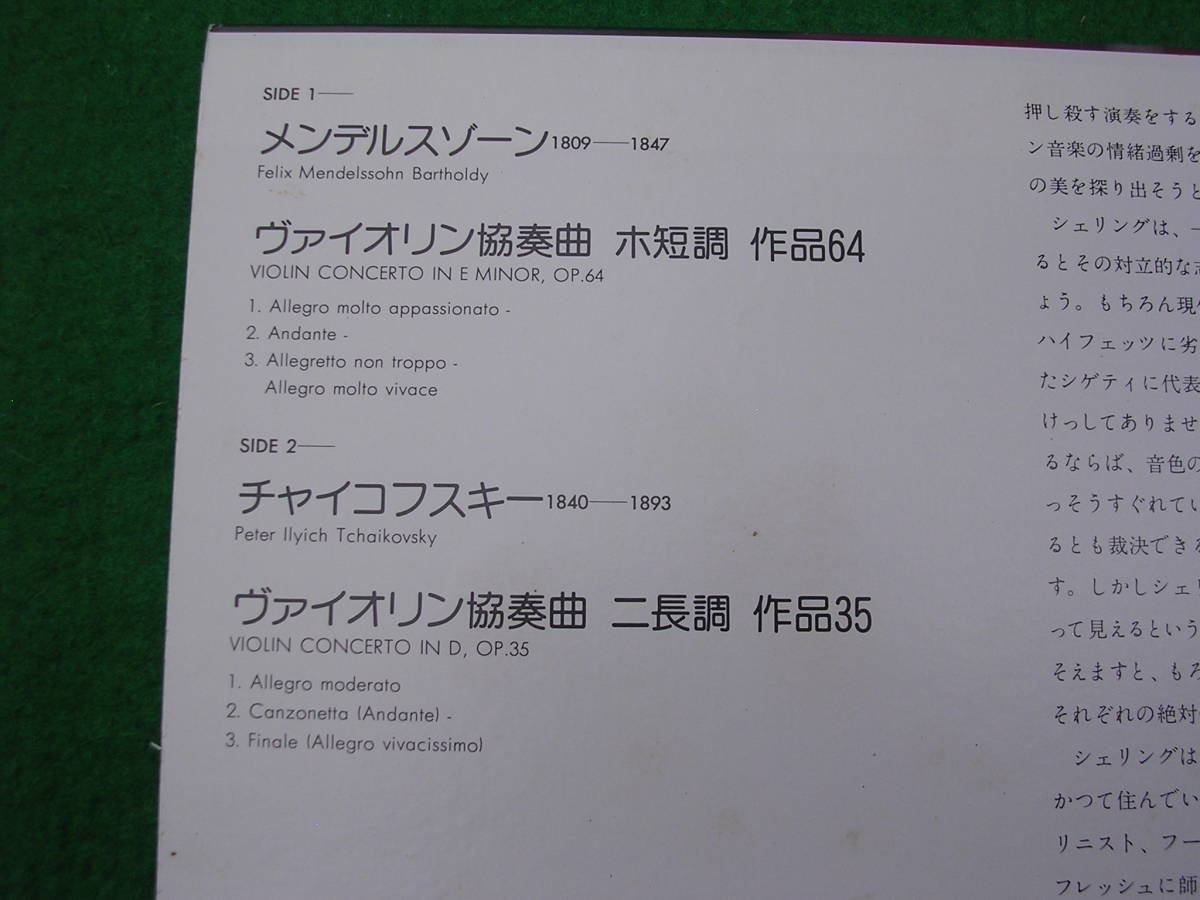 SIDE 1——
メンデルスゾーン1809——1847
Felix Mendelssohn Bartholdy
ヴァイオリン協奏曲 ホ短調 作品64
VIOLIN CONCERTO IN E MINOR, OP.64
1. Allegro molto appassionato -
2. Andante -
3. Allegretto non troppo -
Allegro molto vivace
SIDE 2——
チャイコフスキー1840——1893
Peter Ilyich Tchaikovsky
ヴァイオリン協奏曲 ニ長調 作品35
VIOLIN CONCERTO IN D, OP.35
1. Allegro moderato
2. Canzonetta (Andante) -
3. Finale (Allegro vivacissimo)
押し殺す演奏をする
ン音楽の情緒過剰を
の美を探り出そうと
シェリングは、一
るとその対立的な志
ょう。もちろん現代
ハイフェッツに劣
たシゲティに代表
けっしてありませ
るならば、音色の
っそうすぐれてい
るとも裁決できる
す。しかしシェリ
って見えるという
そえますと、もろ
それぞれの絶対
シェリングは
かつて住んでい
リニスト、フー
フレッシュに師